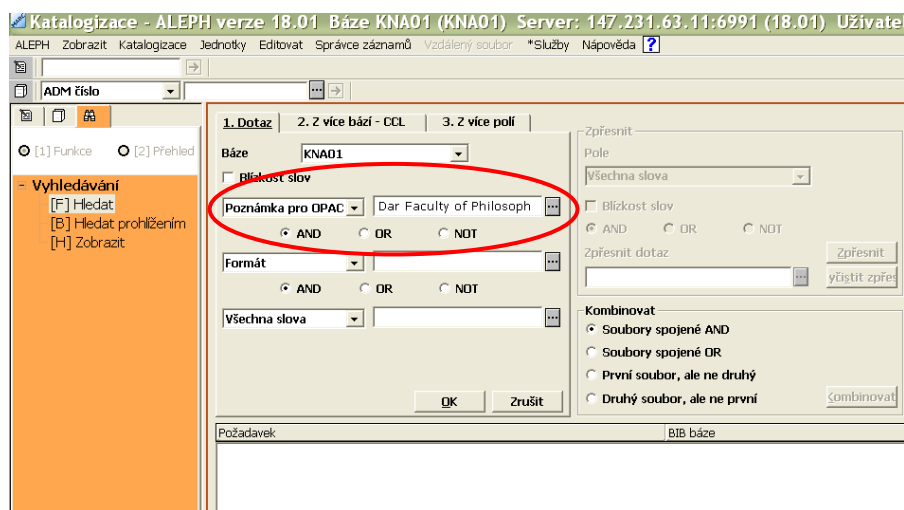 Katalogizace - ALEPH verze 18.01 Báze KNA01 (KNA01) Server: 147.231.63.11:6991 (18.01) Uživate
ALEPH Zobrazit Katalogizace Jednotky Editovat Správce záznamů Vzdálený soubor *Služby Nápověda ?
ADM číslo
1. Dotaz 2. Z více bází - CCL 3. Z více polí
[1] Funkce [2] Přehled
Vyhledávání
[F] Hledat
[B] Hledat prohlížením
[H] Zobrazit
Báze KNA01
Blízkost slov
Poznámka pro OPAC Dar Faculty of Philosoph
AND OR NOT
Formát
AND OR NOT
Všechna slova
OK Zrušit
Zpřesnit
Pole
Všechna slova
Blízkost slov
AND OR NOT
Zpřesnit dotaz
Zpřesnit
yčistit zpřes
Kombinovat
Soubory spojené AND
Soubory spojené OR
První soubor, ale ne druhý
Druhý soubor, ale ne první
Kombinovat
Požadavek BIB báze